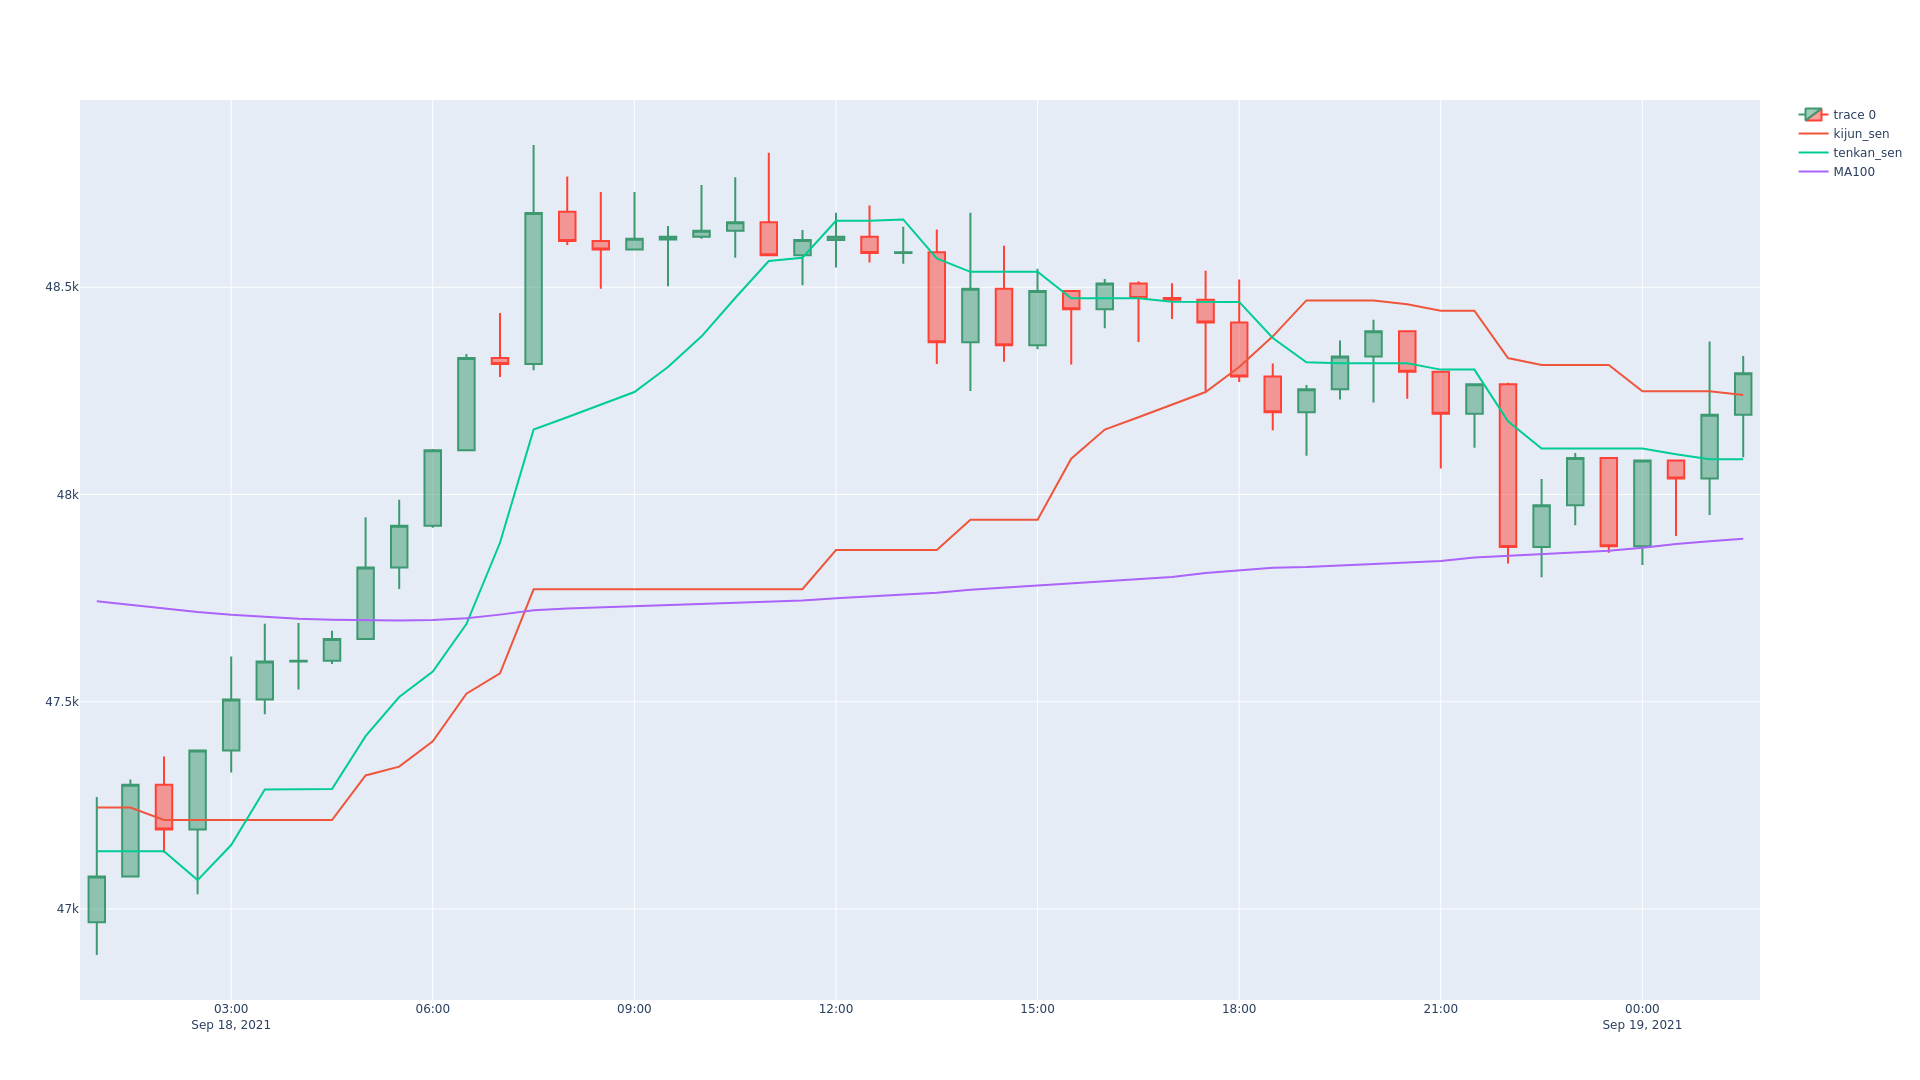 trace 0
kijun_sen
tenkan_sen
MA100
48.5k
48k
47.5k
47k
03:00 06:00 09:00 12:00 15:00 18:00 21:00 00:00
Sep 18, 2021 Sep 19, 2021